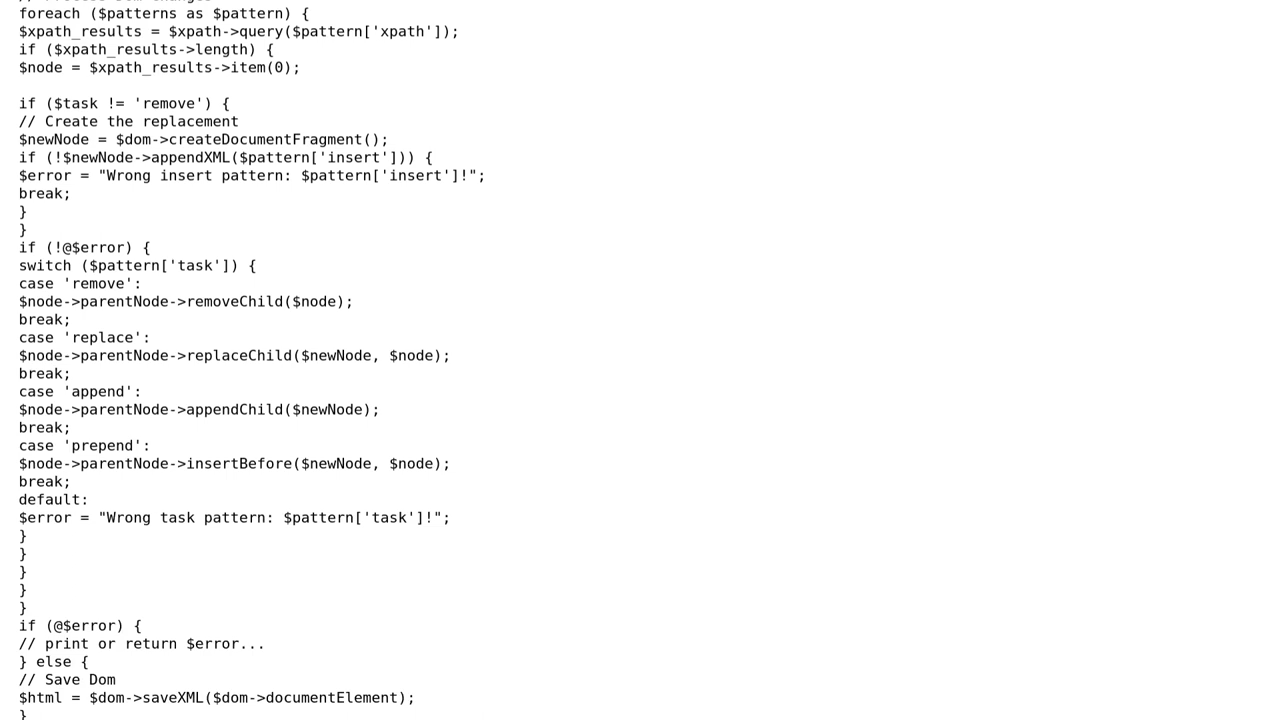 foreach ($patterns as $pattern) {
$xpath_results = $xpath->query($pattern['xpath']);
if ($xpath_results->length) {
$node = $xpath_results->item(0);

if ($task != 'remove') {
// Create the replacement
$newNode = $dom->createDocumentFragment();
if (!$newNode->appendXML($pattern['insert'])) {
$error = "Wrong insert pattern: $pattern['insert']!";
break;
}
}
if (!@$error) {
switch ($pattern['task']) {
case 'remove':
$node->parentNode->removeChild($node);
break;
case 'replace':
$node->parentNode->replaceChild($newNode, $node);
break;
case 'append':
$node->parentNode->appendChild($newNode);
break;
case 'prepend':
$node->parentNode->insertBefore($newNode, $node);
break;
default:
$error = "Wrong task pattern: $pattern['task']!";
}
}
}
}
}
if (@$error) {
// print or return $error...
} else {
// Save Dom
$html = $dom->saveXML($dom->documentElement);
}